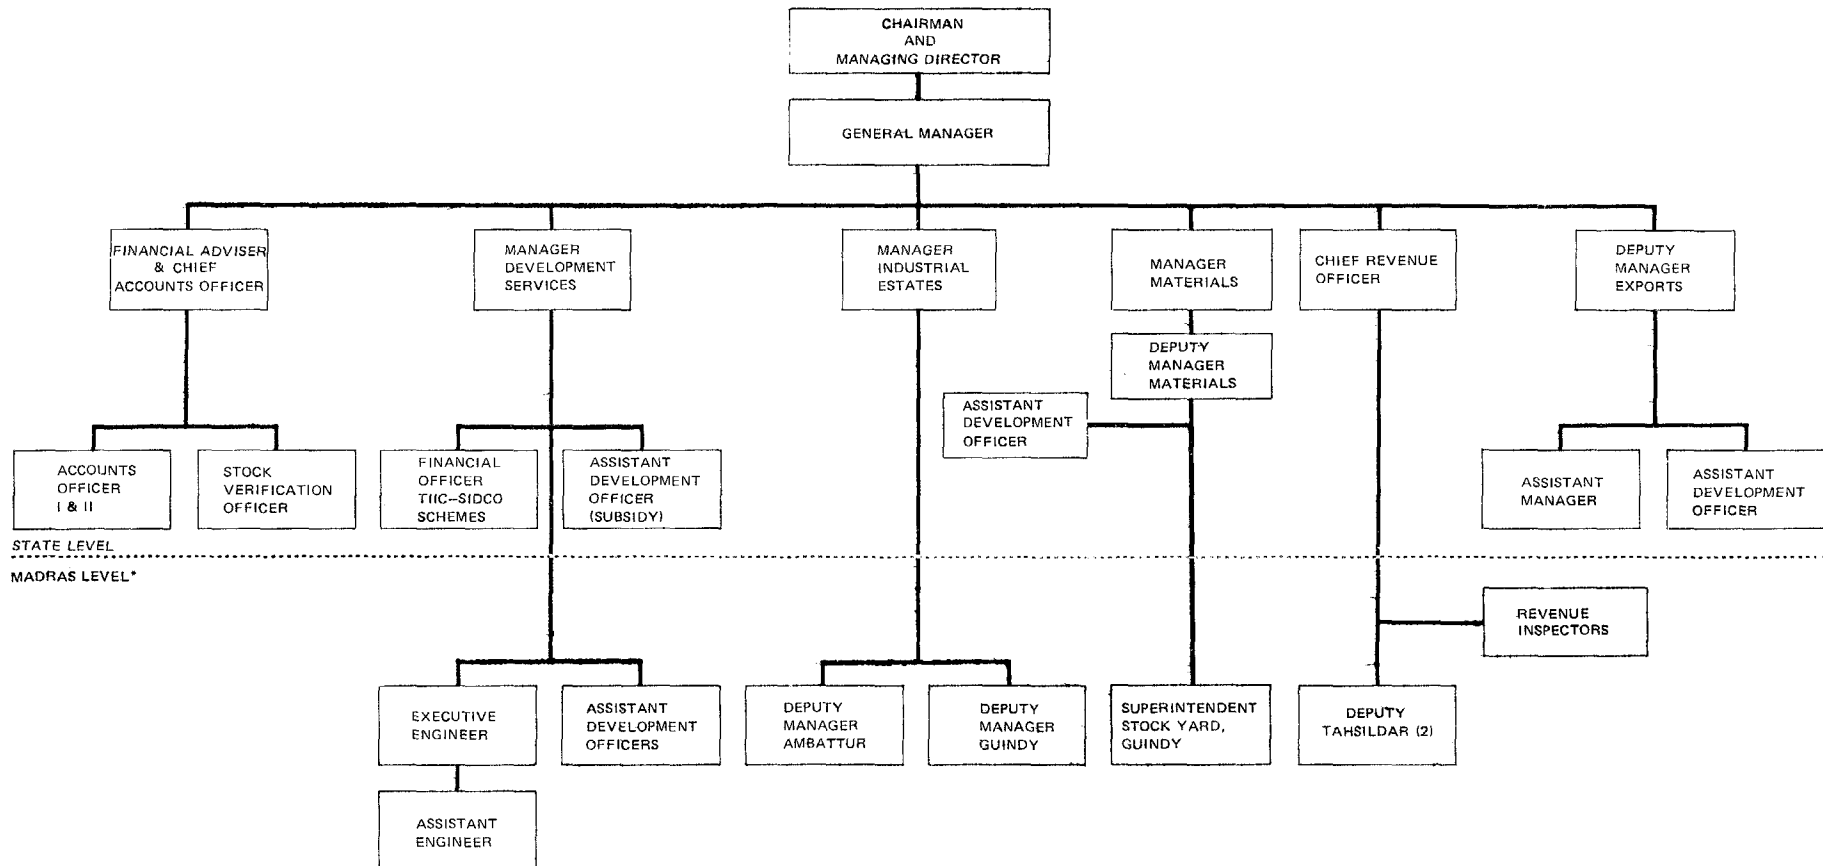 CHAIRMAN
AND
MANAGING DIRECTOR
GENERAL MANAGER
FINANCIAL ADVISER
& CHIEF
ACCOUNTS OFFICER
MANAGER
DEVELOPMENT
SERVICES
MANAGER
INDUSTRIAL
ESTATES
MANAGER
MATERIALS
CHIEF REVENUE
OFFICER
DEPUTY
MANAGER
EXPORTS
DEPUTY
MANAGER
MATERIALS
ASSISTANT
DEVELOPMENT
OFFICER
ACCOUNTS
OFFICER
I & II
STOCK
VERIFICATION
OFFICER
FINANCIAL
OFFICER
TIIC-SIDCO
SCHEMES
ASSISTANT
DEVELOPMENT
OFFICER
(SUBSIDY)
ASSISTANT
MANAGER
ASSISTANT
DEVELOPMENT
OFFICER
STATE LEVEL
MADRAS LEVEL*
REVENUE
INSPECTORS
EXECUTIVE
ENGINEER
ASSISTANT
DEVELOPMENT
OFFICERS
DEPUTY
MANAGER
AMBATTUR
DEPUTY
MANAGER
GUINDY
SUPERINTENDENT
STOCK YARD,
GUINDY
DEPUTY
TAHSILDAR (2)
ASSISTANT
ENGINEER